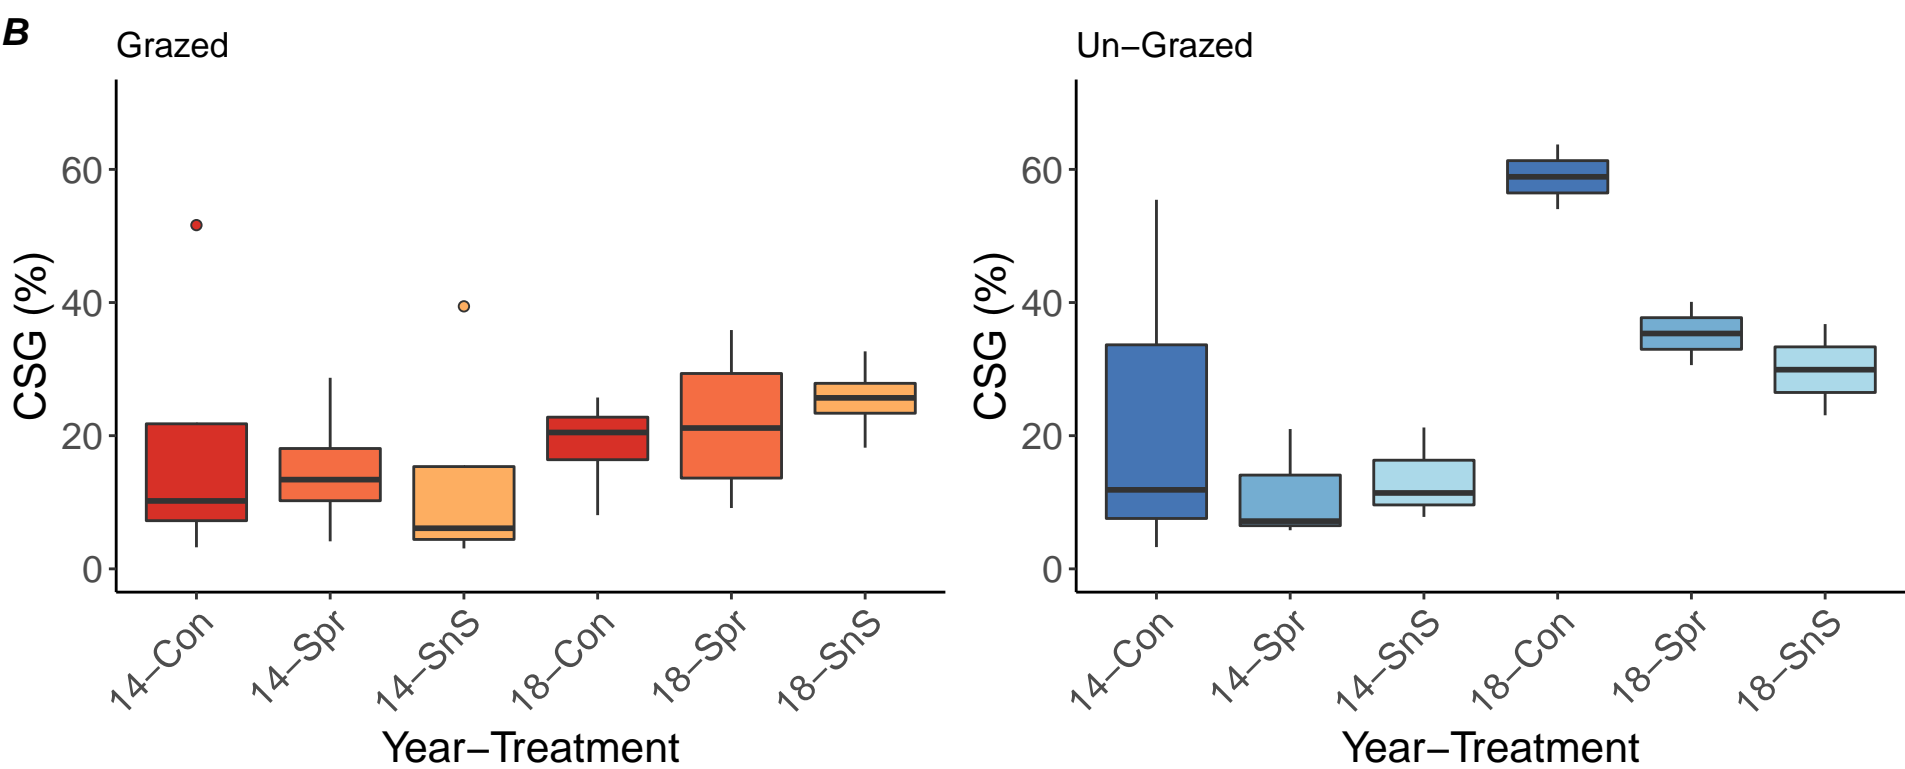 B
Grazed
CSG (%)
60
40
20
0
14–Con
14–Spr
14–SnS
18–Con
18–Spr
18–SnS
Year–Treatment
Un–Grazed
CSG (%)
60
40
20
0
14–Con
14–Spr
14–SnS
18–Con
18–Spr
18–SnS
Year–Treatment